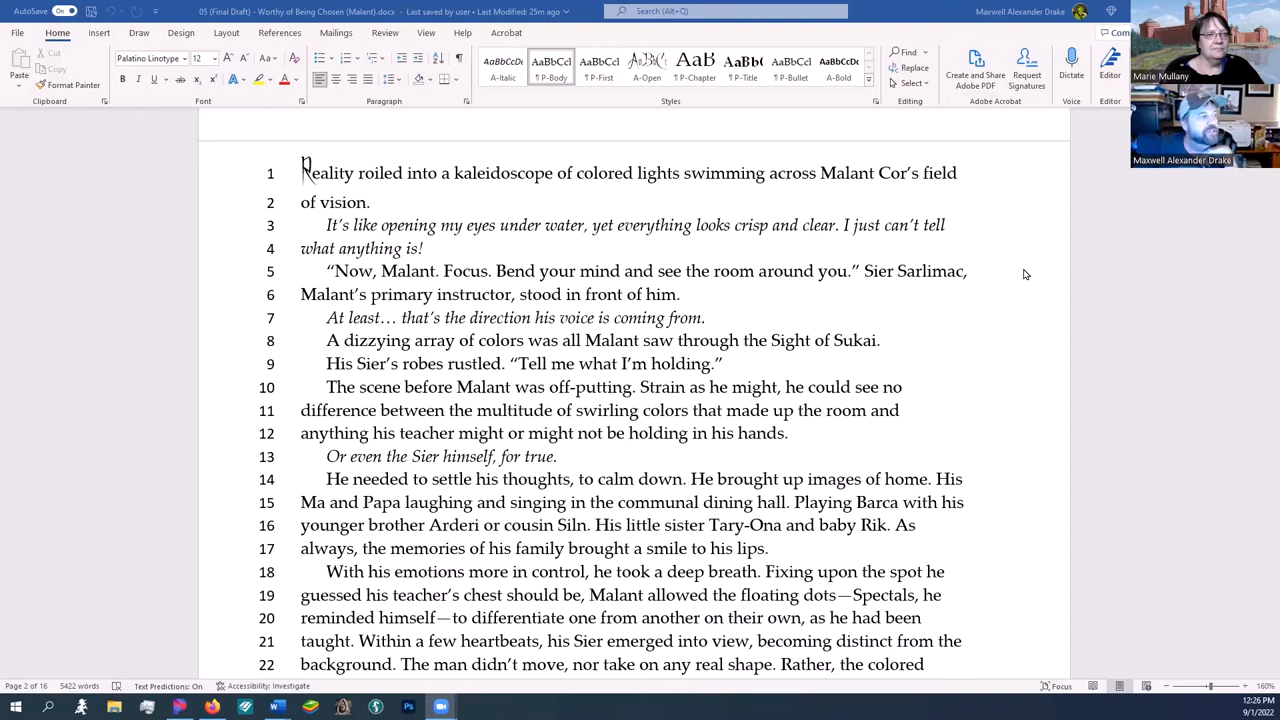 AutoSave On 05 (Final Draft) - Worthy of Being Chosen (Malant).docx - Last saved by user • Last Modified: 25m ago Search (Alt+Q) Maxwell Alexander Drake
File Home Insert Draw Design Layout References Mailings Review View Help Acrobat Com
Paste
Cut
Copy
Format Painter
Clipboard
Palatino Linotype 12
Font
Paragraph
AaBbCcD A-Italic
AaBbCcI ¶ P-Body
AaBbCcI ¶ P-First
A-Open
AaB ¶ P-Chapter
AaBb( ¶ P-Title
AaBbCcI ¶ P-Bullet
AaBbCcI A-Bold
Styles
Find
Replace
Select
Editing
Create and Share Adobe PDF
Request Signatures
Adobe Acrobat
Dictate
Voice
Editor
Editor
Marie Mullany
Maxwell Alexander Drake
1 Reality roiled into a kaleidoscope of colored lights swimming across Malant Cor’s field
2 of vision.
3 It’s like opening my eyes under water, yet everything looks crisp and clear. I just can’t tell
4 what anything is!
5 “Now, Malant. Focus. Bend your mind and see the room around you.” Sier Sarlimac,
6 Malant’s primary instructor, stood in front of him.
7 At least… that’s the direction his voice is coming from.
8 A dizzying array of colors was all Malant saw through the Sight of Sukai.
9 His Sier’s robes rustled. “Tell me what I’m holding.”
10 The scene before Malant was off-putting. Strain as he might, he could see no
11 difference between the multitude of swirling colors that made up the room and
12 anything his teacher might or might not be holding in his hands.
13 Or even the Sier himself, for true.
14 He needed to settle his thoughts, to calm down. He brought up images of home. His
15 Ma and Papa laughing and singing in the communal dining hall. Playing Barca with his
16 younger brother Arderi or cousin Siln. His little sister Tary-Ona and baby Rik. As
17 always, the memories of his family brought a smile to his lips.
18 With his emotions more in control, he took a deep breath. Fixing upon the spot he
19 guessed his teacher’s chest should be, Malant allowed the floating dots—Spectals, he
20 reminded himself—to differentiate one from another on their own, as he had been
21 taught. Within a few heartbeats, his Sier emerged into view, becoming distinct from the
22 background. The man didn’t move, nor take on any real shape. Rather, the colored
Page 2 of 16 5422 words Text Predictions: On Accessibility: Investigate Focus 160%
12:26 PM
9/1/2022